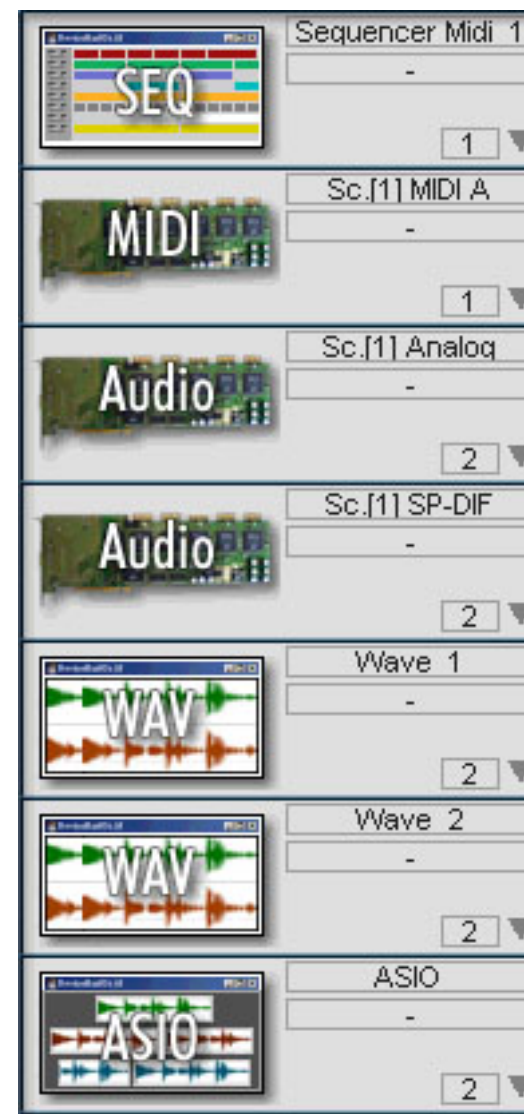 Sequencer Midi 1
SEQ
-
1
Sc.[1] MIDI A
MIDI
-
1
Sc.[1] Analog
Audio
-
2
Sc.[1] SP-DIF
Audio
-
2
Wave 1
WAV
-
2
Wave 2
WAV
-
2
ASIO
ASIO
-
2